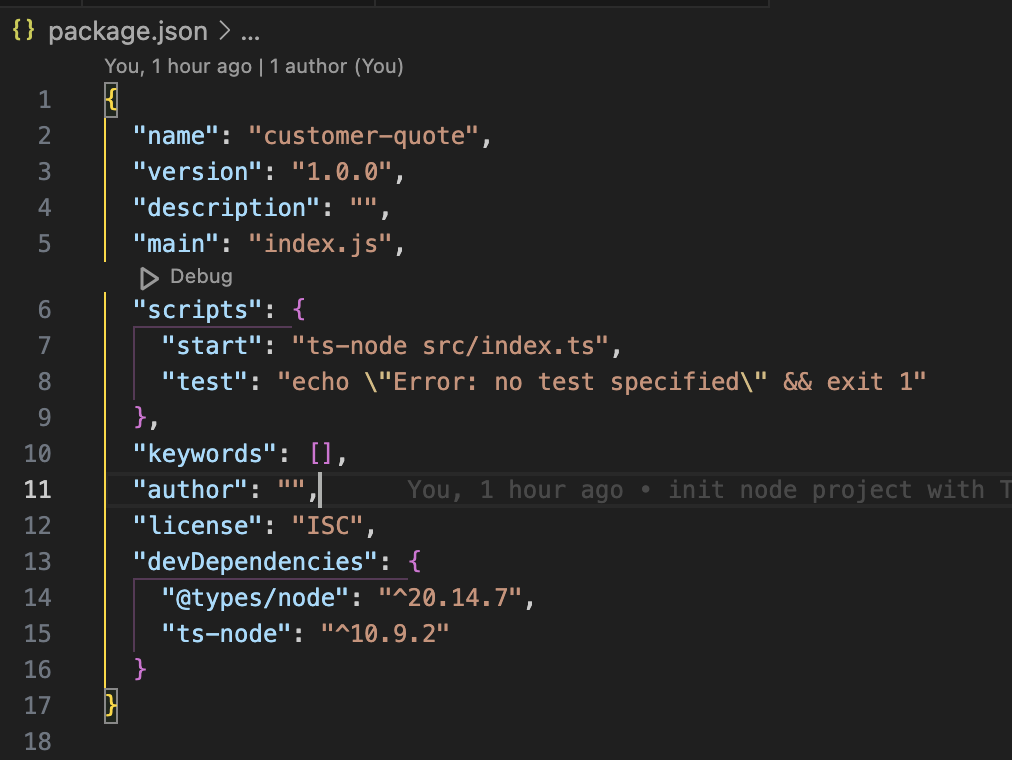 {} package.json > ...
You, 1 hour ago | 1 author (You)
1 {
2 "name": "customer-quote",
3 "version": "1.0.0",
4 "description": "",
5 "main": "index.js",
Debug
6 "scripts": {
7 "start": "ts-node src/index.ts",
8 "test": "echo \"Error: no test specified\" && exit 1"
9 },
10 "keywords": [],
11 "author": "", You, 1 hour ago • init node project with T
12 "license": "ISC",
13 "devDependencies": {
14 "@types/node": "^20.14.7",
15 "ts-node": "^10.9.2"
16 }
17 }
18